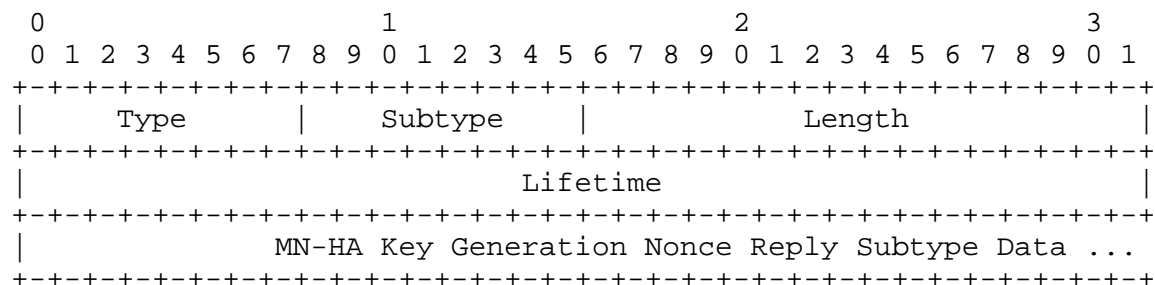 0                   1                   2                   3
 0 1 2 3 4 5 6 7 8 9 0 1 2 3 4 5 6 7 8 9 0 1 2 3 4 5 6 7 8 9 0 1
+-+-+-+-+-+-+-+-+-+-+-+-+-+-+-+-+-+-+-+-+-+-+-+-+-+-+-+-+-+-+-+-+
|     Type      |    Subtype    |            Length             |
+-+-+-+-+-+-+-+-+-+-+-+-+-+-+-+-+-+-+-+-+-+-+-+-+-+-+-+-+-+-+-+-+
|                            Lifetime                           |
+-+-+-+-+-+-+-+-+-+-+-+-+-+-+-+-+-+-+-+-+-+-+-+-+-+-+-+-+-+-+-+-+
|              MN-HA Key Generation Nonce Reply Subtype Data ...
+-+-+-+-+-+-+-+-+-+-+-+-+-+-+-+-+-+-+-+-+-+-+-+-+-+-+-+-+-+-+-+-+